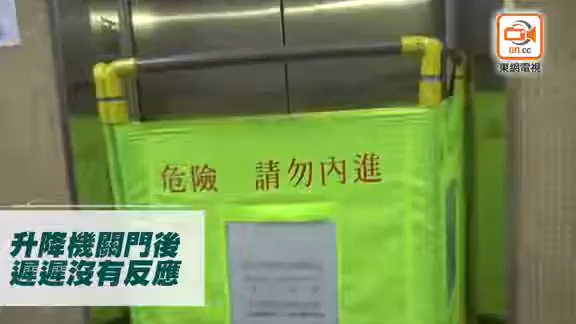 on.cc
東網電視
危險 請勿內進
升降機關門後
遲遲沒有反應